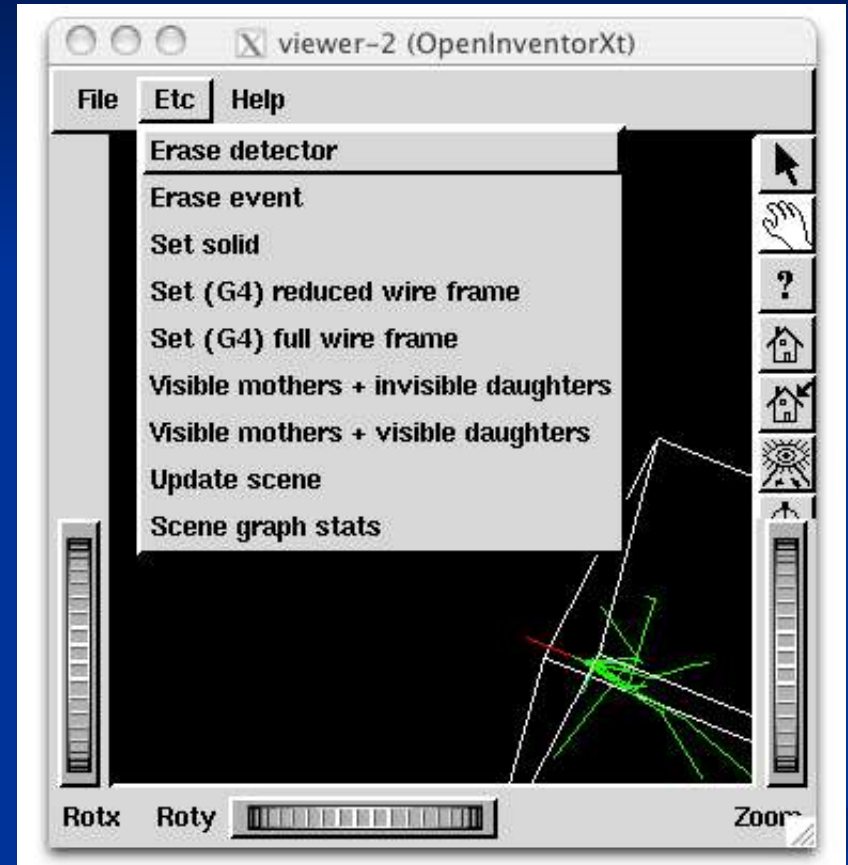 X viewer-2 (OpenInventorXt)
File Etc Help
Erase detector
Erase event
Set solid
Set (G4) reduced wire frame
Set (G4) full wire frame
Visible mothers + invisible daughters
Visible mothers + visible daughters
Update scene
Scene graph stats
?
Rotx Roty Zoom